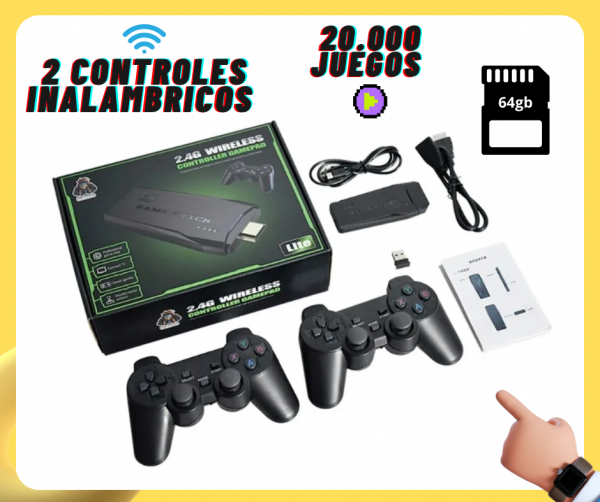 2 CONTROLES
INALAMBRICOS
20.000
JUEGOS
64gb
2.4G WIRELESS
CONTROLLER GAMEPAD
GAME STICK
Lite
2.4G WIRELESS
CONTROLLER GAMEPAD